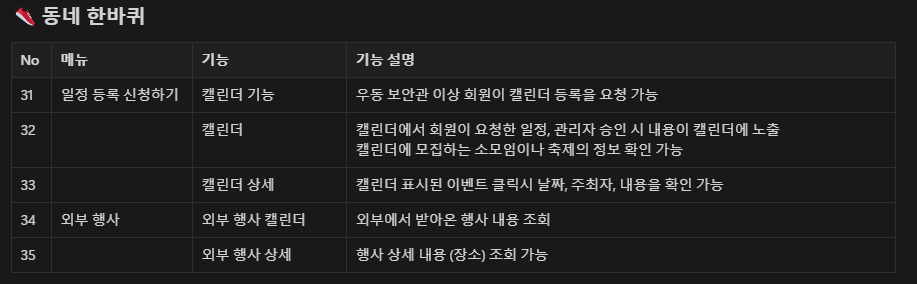 동네 한바퀴
No 메뉴 기능 기능 설명
31 일정 등록 신청하기 캘린더 기능 우동 보안관 이상 회원이 캘린더 등록을 요청 가능
32 캘린더 캘린더에서 회원이 요청한 일정, 관리자 승인 시 내용이 캘린더에 노출
캘린더에 모집하는 소모임이나 축제의 정보 확인 가능
33 캘린더 상세 캘린더 표시된 이벤트 클릭시 날짜, 주최자, 내용을 확인 가능
34 외부 행사 외부 행사 캘린더 외부에서 받아온 행사 내용 조회
35 외부 행사 상세 행사 상세 내용 (장소) 조회 가능